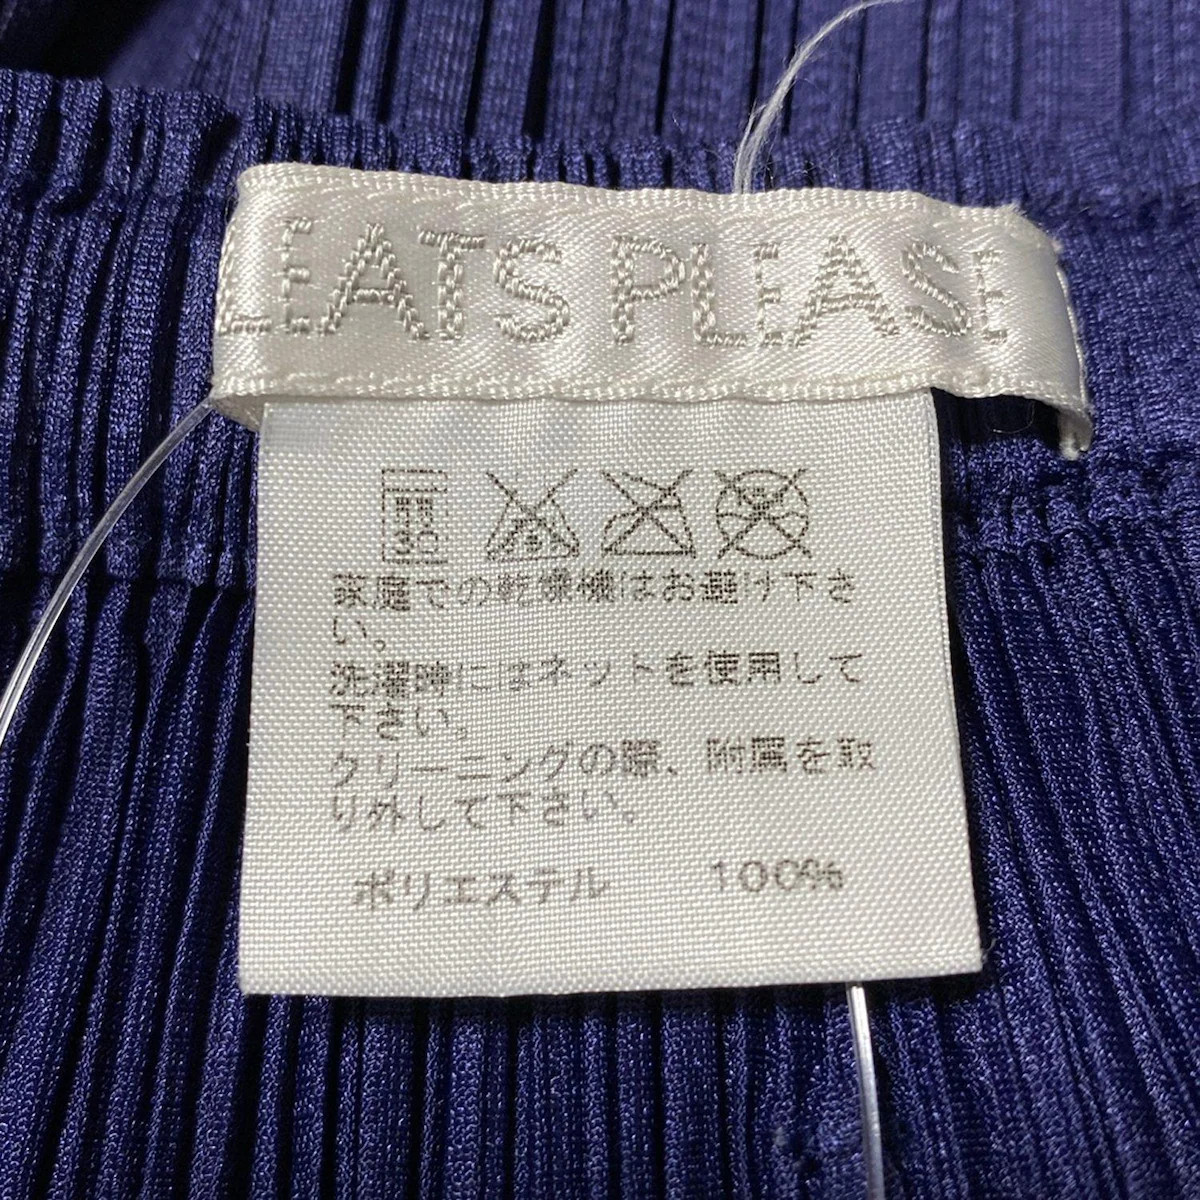 LEATS PLEASE
家庭での乾燥機はお避け下さ
い。
洗濯時にはネットを使用して
下さい。
クリーニングの際、附属を取
り外して下さい。
ポリエステル 100%